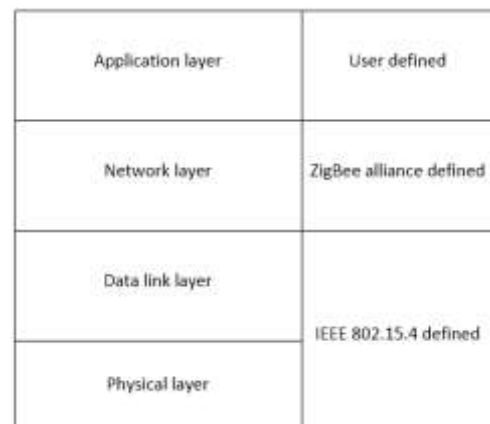 Application layer
User defined
Network layer
ZigBee alliance defined
Data link layer
IEEE 802.15.4 defined
Physical layer